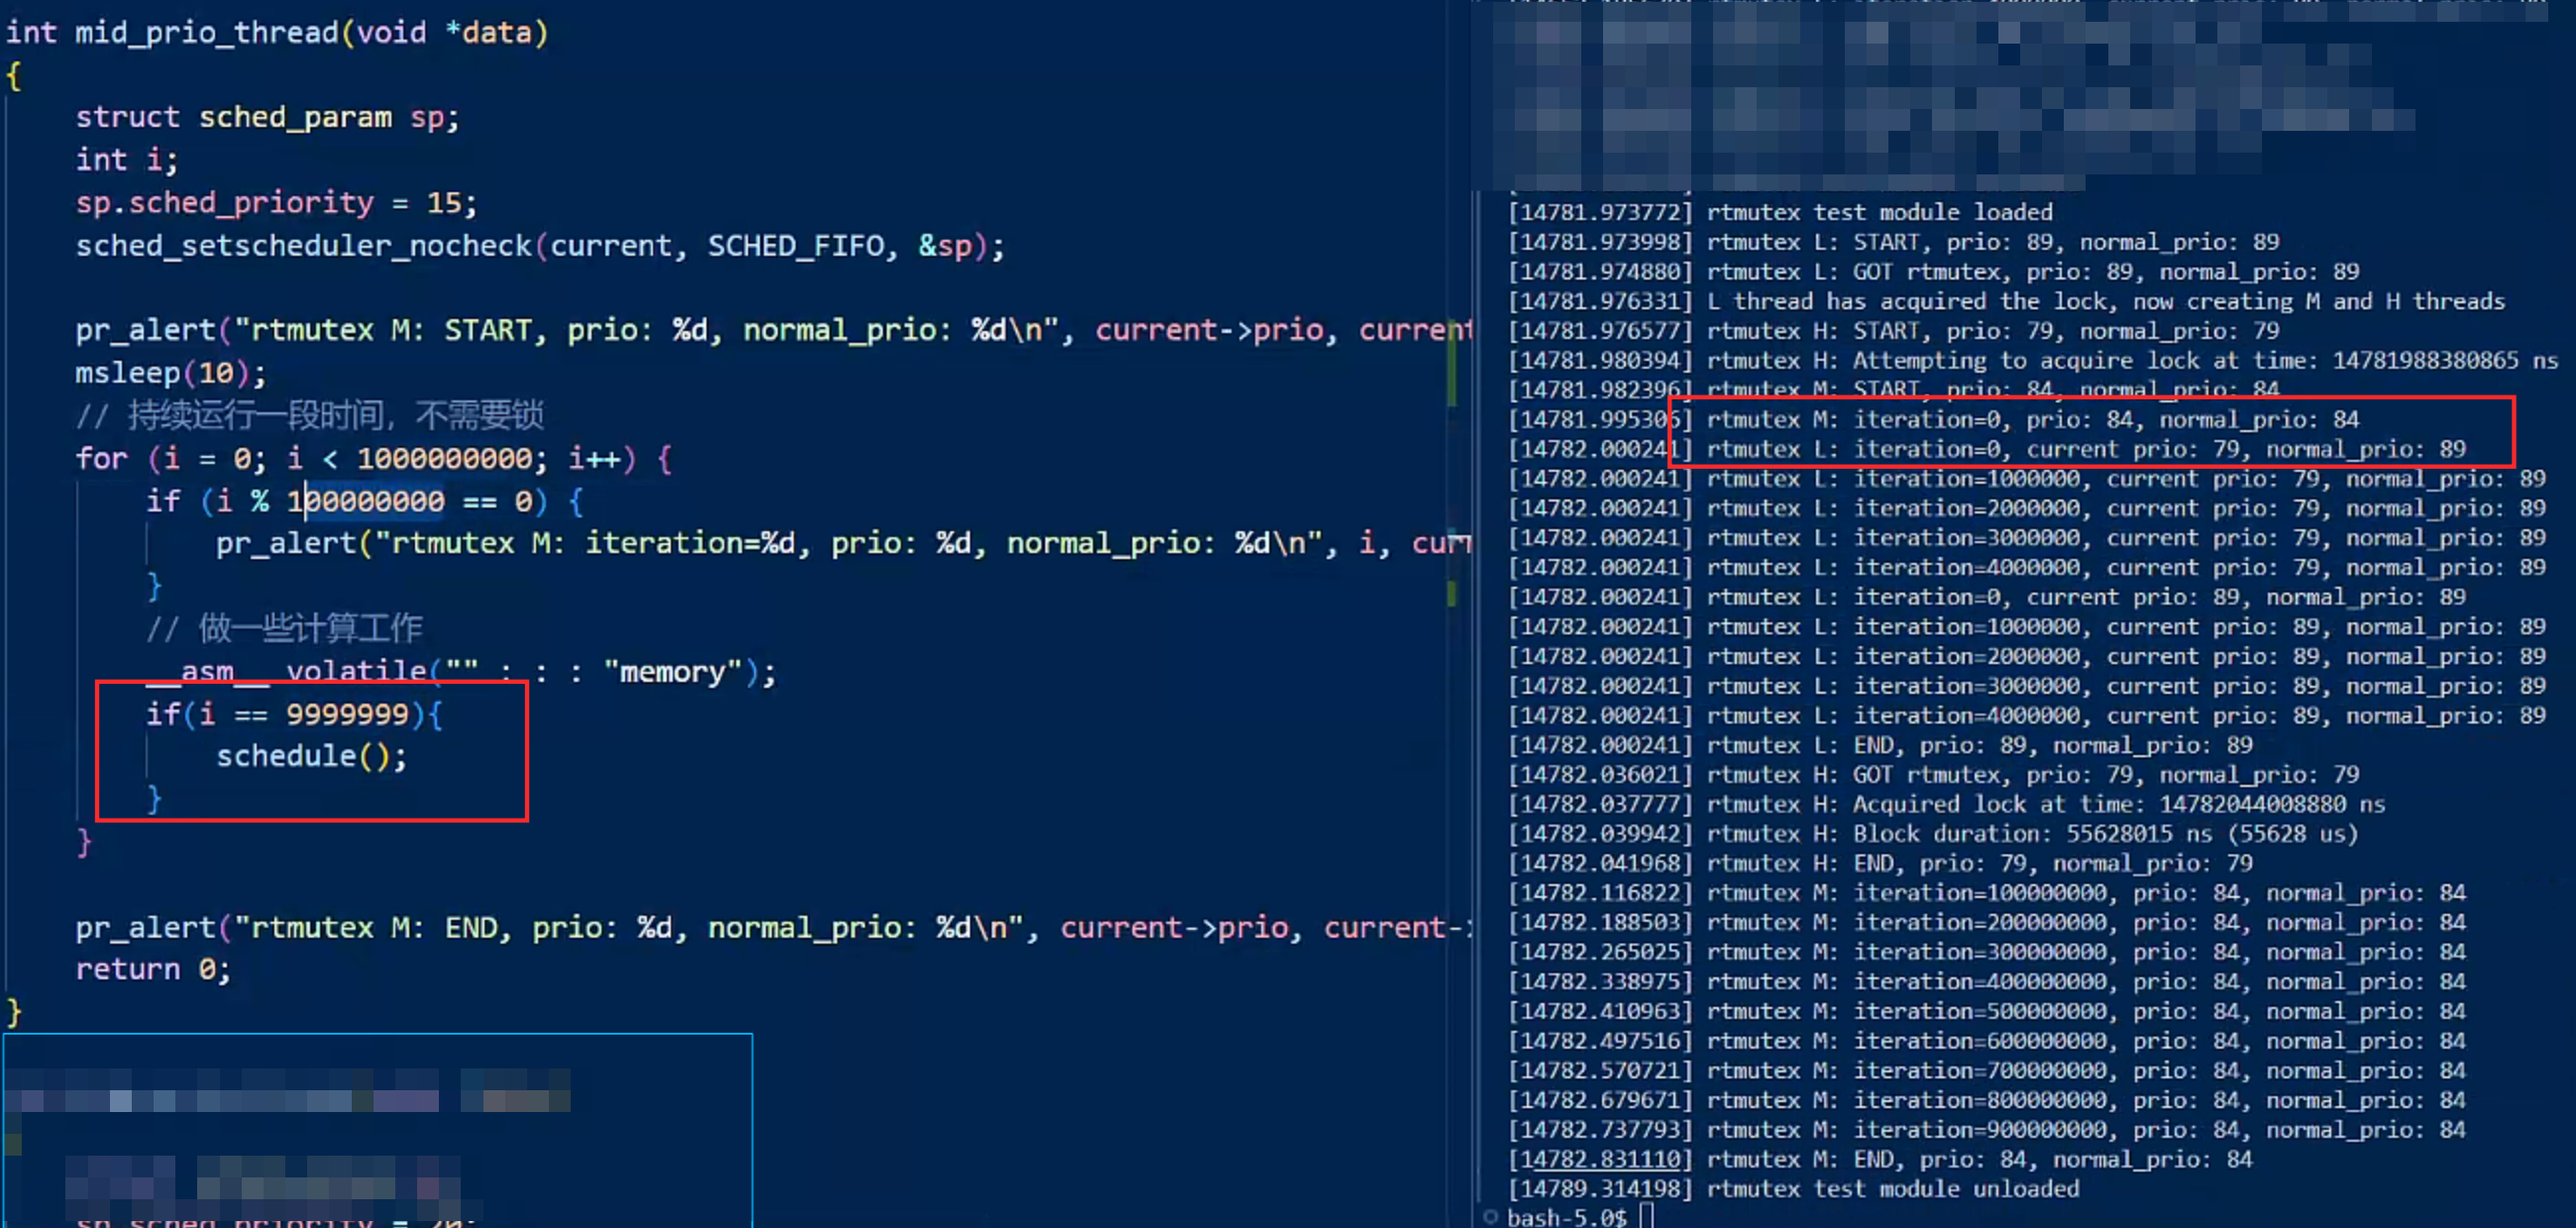 int mid_prio_thread(void *data)
{
    struct sched_param sp;
    int i;
    sp.sched_priority = 15;
    sched_setscheduler_nocheck(current, SCHED_FIFO, &sp);
    pr_alert("rtmutex M: START, prio: %d, normal_prio: %d\n", current->prio, current
    msleep(10);
    // 持续运行一段时间，不需要锁
    for (i = 0; i < 1000000000; i++) {
        if (i % 100000000 == 0) {
            pr_alert("rtmutex M: iteration=%d, prio: %d, normal_prio: %d\n", i, curr
        }
        // 做一些计算工作
        __asm__ volatile("" : : : "memory");
        if(i == 9999999){
            schedule();
        }
    }
    pr_alert("rtmutex M: END, prio: %d, normal_prio: %d\n", current->prio, current->
    return 0;
}
sp.sched_priority = 20;
[14781.973772] rtmutex test module loaded
[14781.973998] rtmutex L: START, prio: 89, normal_prio: 89
[14781.974880] rtmutex L: GOT rtmutex, prio: 89, normal_prio: 89
[14781.976331] L thread has acquired the lock, now creating M and H threads
[14781.976577] rtmutex H: START, prio: 79, normal_prio: 79
[14781.980394] rtmutex H: Attempting to acquire lock at time: 14781988380865 ns
[14781.982396] rtmutex M: START, prio: 84, normal_prio: 84
[14781.995306] rtmutex M: iteration=0, prio: 84, normal_prio: 84
[14782.000241] rtmutex L: iteration=0, current prio: 79, normal_prio: 89
[14782.000241] rtmutex L: iteration=1000000, current prio: 79, normal_prio: 89
[14782.000241] rtmutex L: iteration=2000000, current prio: 79, normal_prio: 89
[14782.000241] rtmutex L: iteration=3000000, current prio: 79, normal_prio: 89
[14782.000241] rtmutex L: iteration=4000000, current prio: 79, normal_prio: 89
[14782.000241] rtmutex L: iteration=0, current prio: 89, normal_prio: 89
[14782.000241] rtmutex L: iteration=1000000, current prio: 89, normal_prio: 89
[14782.000241] rtmutex L: iteration=2000000, current prio: 89, normal_prio: 89
[14782.000241] rtmutex L: iteration=3000000, current prio: 89, normal_prio: 89
[14782.000241] rtmutex L: iteration=4000000, current prio: 89, normal_prio: 89
[14782.000241] rtmutex L: END, prio: 89, normal_prio: 89
[14782.036021] rtmutex H: GOT rtmutex, prio: 79, normal_prio: 79
[14782.037777] rtmutex H: Acquired lock at time: 14782044008880 ns
[14782.039942] rtmutex H: Block duration: 55628015 ns (55628 us)
[14782.041968] rtmutex H: END, prio: 79, normal_prio: 79
[14782.116822] rtmutex M: iteration=100000000, prio: 84, normal_prio: 84
[14782.188503] rtmutex M: iteration=200000000, prio: 84, normal_prio: 84
[14782.265025] rtmutex M: iteration=300000000, prio: 84, normal_prio: 84
[14782.338975] rtmutex M: iteration=400000000, prio: 84, normal_prio: 84
[14782.410963] rtmutex M: iteration=500000000, prio: 84, normal_prio: 84
[14782.497516] rtmutex M: iteration=600000000, prio: 84, normal_prio: 84
[14782.570721] rtmutex M: iteration=700000000, prio: 84, normal_prio: 84
[14782.679671] rtmutex M: iteration=800000000, prio: 84, normal_prio: 84
[14782.737793] rtmutex M: iteration=900000000, prio: 84, normal_prio: 84
[14782.831110] rtmutex M: END, prio: 84, normal_prio: 84
[14789.314198] rtmutex test module unloaded
bash-5.0$